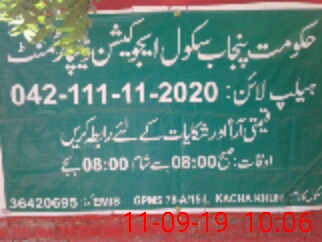 حکومت پنجاب سکول ایجوکیشن ڈیپارٹمنٹ
ہیلپ لائن: 042-111-11-2020
قیمتی آرا اور شکایات کے لئے رابطہ کریں
اوقات: صبح 08:00 سے شام 08:00 بجے
36420695 EMIS GPMS 78-A/15-L KACHA KHUH
11-09-19 10:06